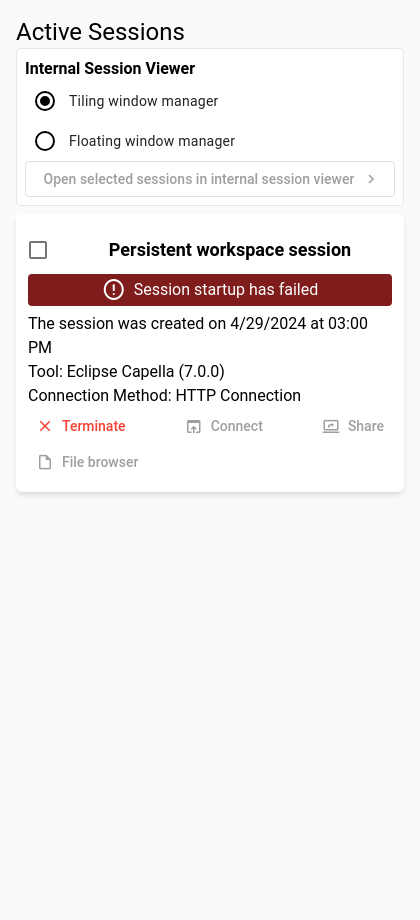 Active Sessions
Internal Session Viewer
Tiling window manager
Floating window manager
Open selected sessions in internal session viewer
Persistent workspace session
Session startup has failed
The session was created on 4/29/2024 at 03:00
PM
Tool: Eclipse Capella (7.0.0)
Connection Method: HTTP Connection
Terminate Connect Share
File browser